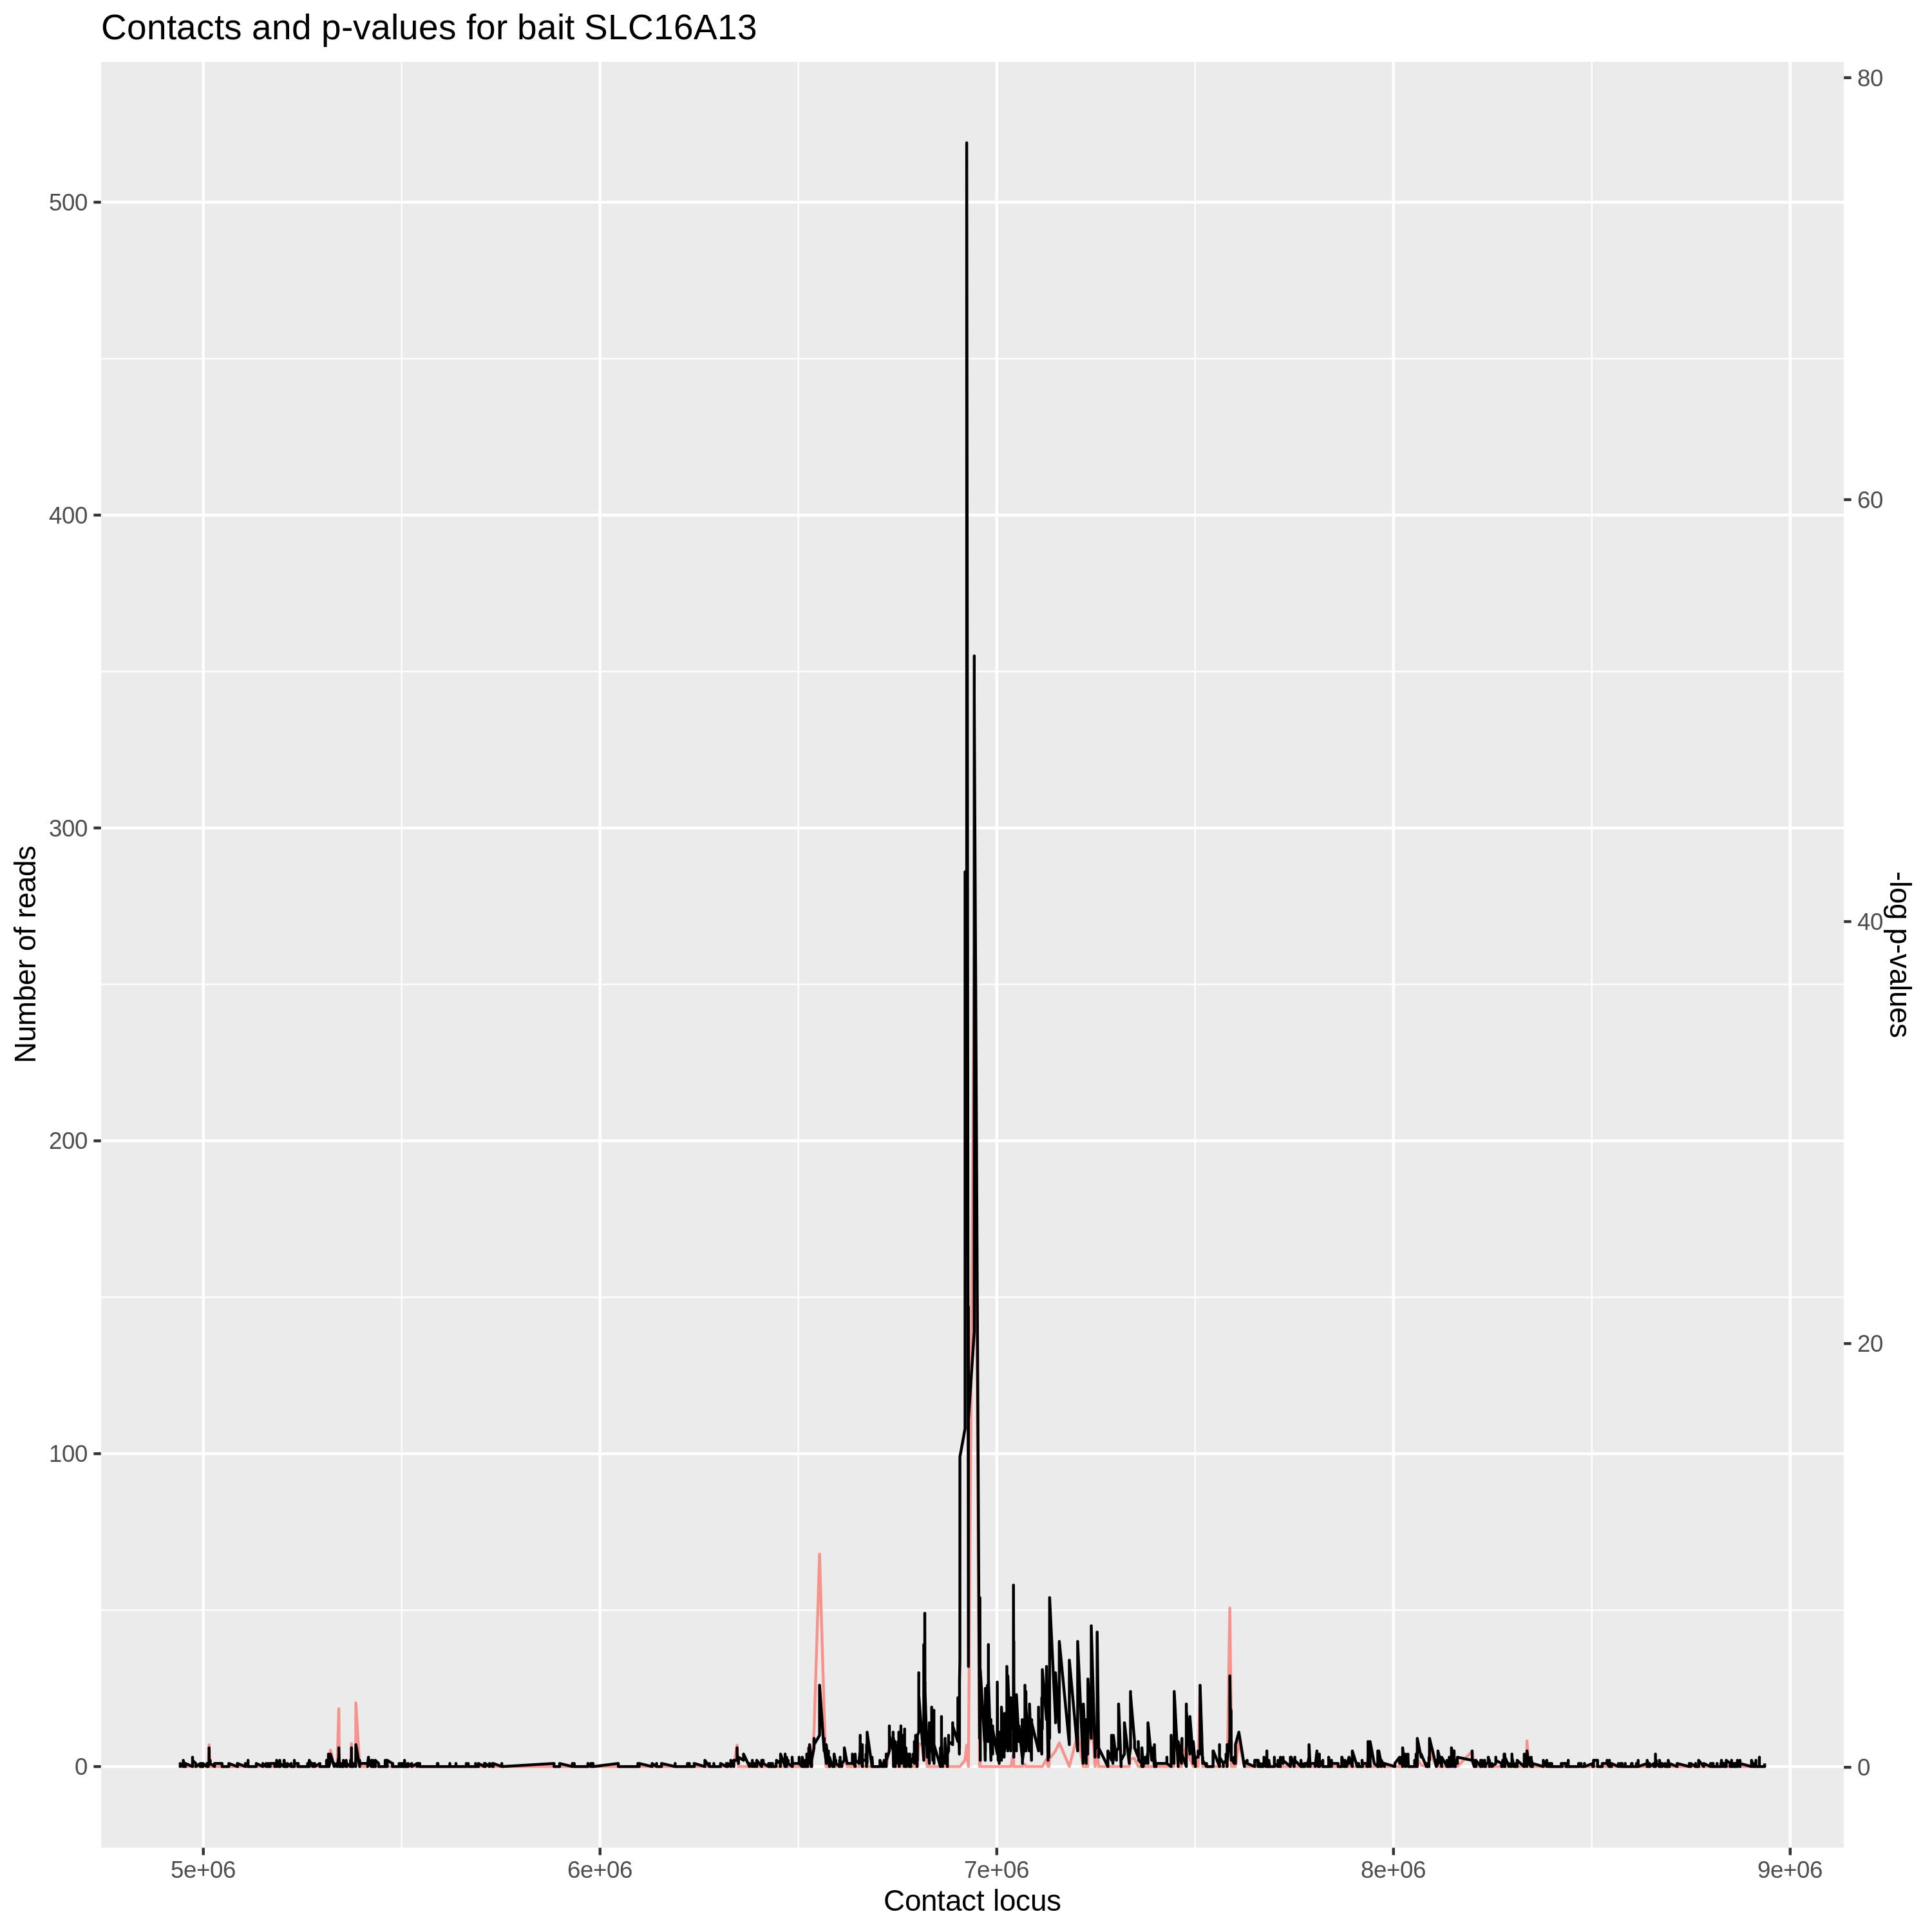 Contacts and p-values for bait SLC16A13
Number of reads
500
400
300
200
100
0
80
60
40
20
0
-log p-values
5e+06
6e+06
7e+06
8e+06
9e+06
Contact locus